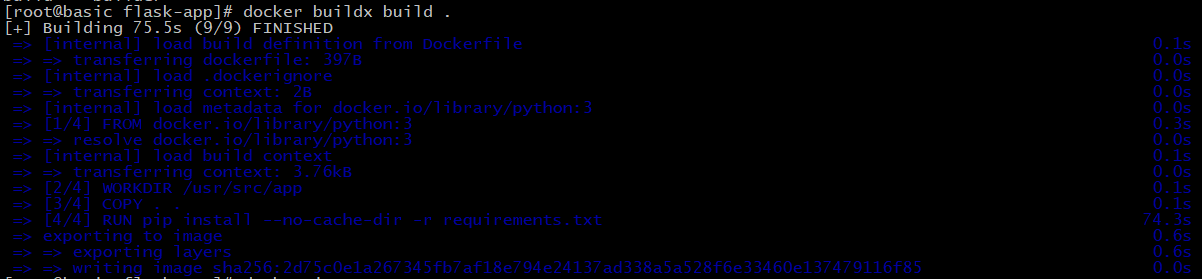 [root@basic flask-app]# docker buildx build .
[+] Building 75.5s (9/9) FINISHED
=> [internal] load build definition from Dockerfile 0.1s
=> => transferring dockerfile: 397B 0.0s
=> [internal] load .dockerignore 0.0s
=> => transferring context: 2B 0.0s
=> [internal] load metadata for docker.io/library/python:3 0.0s
=> [1/4] FROM docker.io/library/python:3 0.3s
=> => resolve docker.io/library/python:3 0.0s
=> [internal] load build context 0.1s
=> => transferring context: 3.76kB 0.0s
=> [2/4] WORKDIR /usr/src/app 0.1s
=> [3/4] COPY . . 0.1s
=> [4/4] RUN pip install --no-cache-dir -r requirements.txt 74.3s
=> exporting to image 0.6s
=> => exporting layers 0.6s
=> => writing image sha256:2d75c0e1a267345fb7af18e794e24137ad338a5a528f6e33460e137479116f85 0.0s